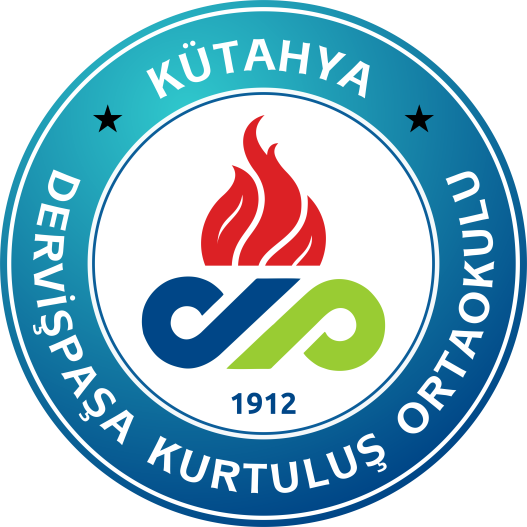 KÜTAHYA
DERVİŞPAŞA KURTULUŞ ORTAOKULU
1912